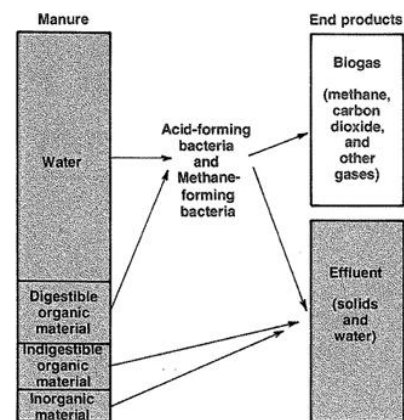 Manure
End products
Water
Digestible
organic
material
Indigestible
organic
material
Inorganic
material
Acid-forming
bacteria
and
Methane-
forming
bacteria
Biogas
(methane,
carbon
dioxide,
and
other
gases)
Effluent
(solids
and
water)